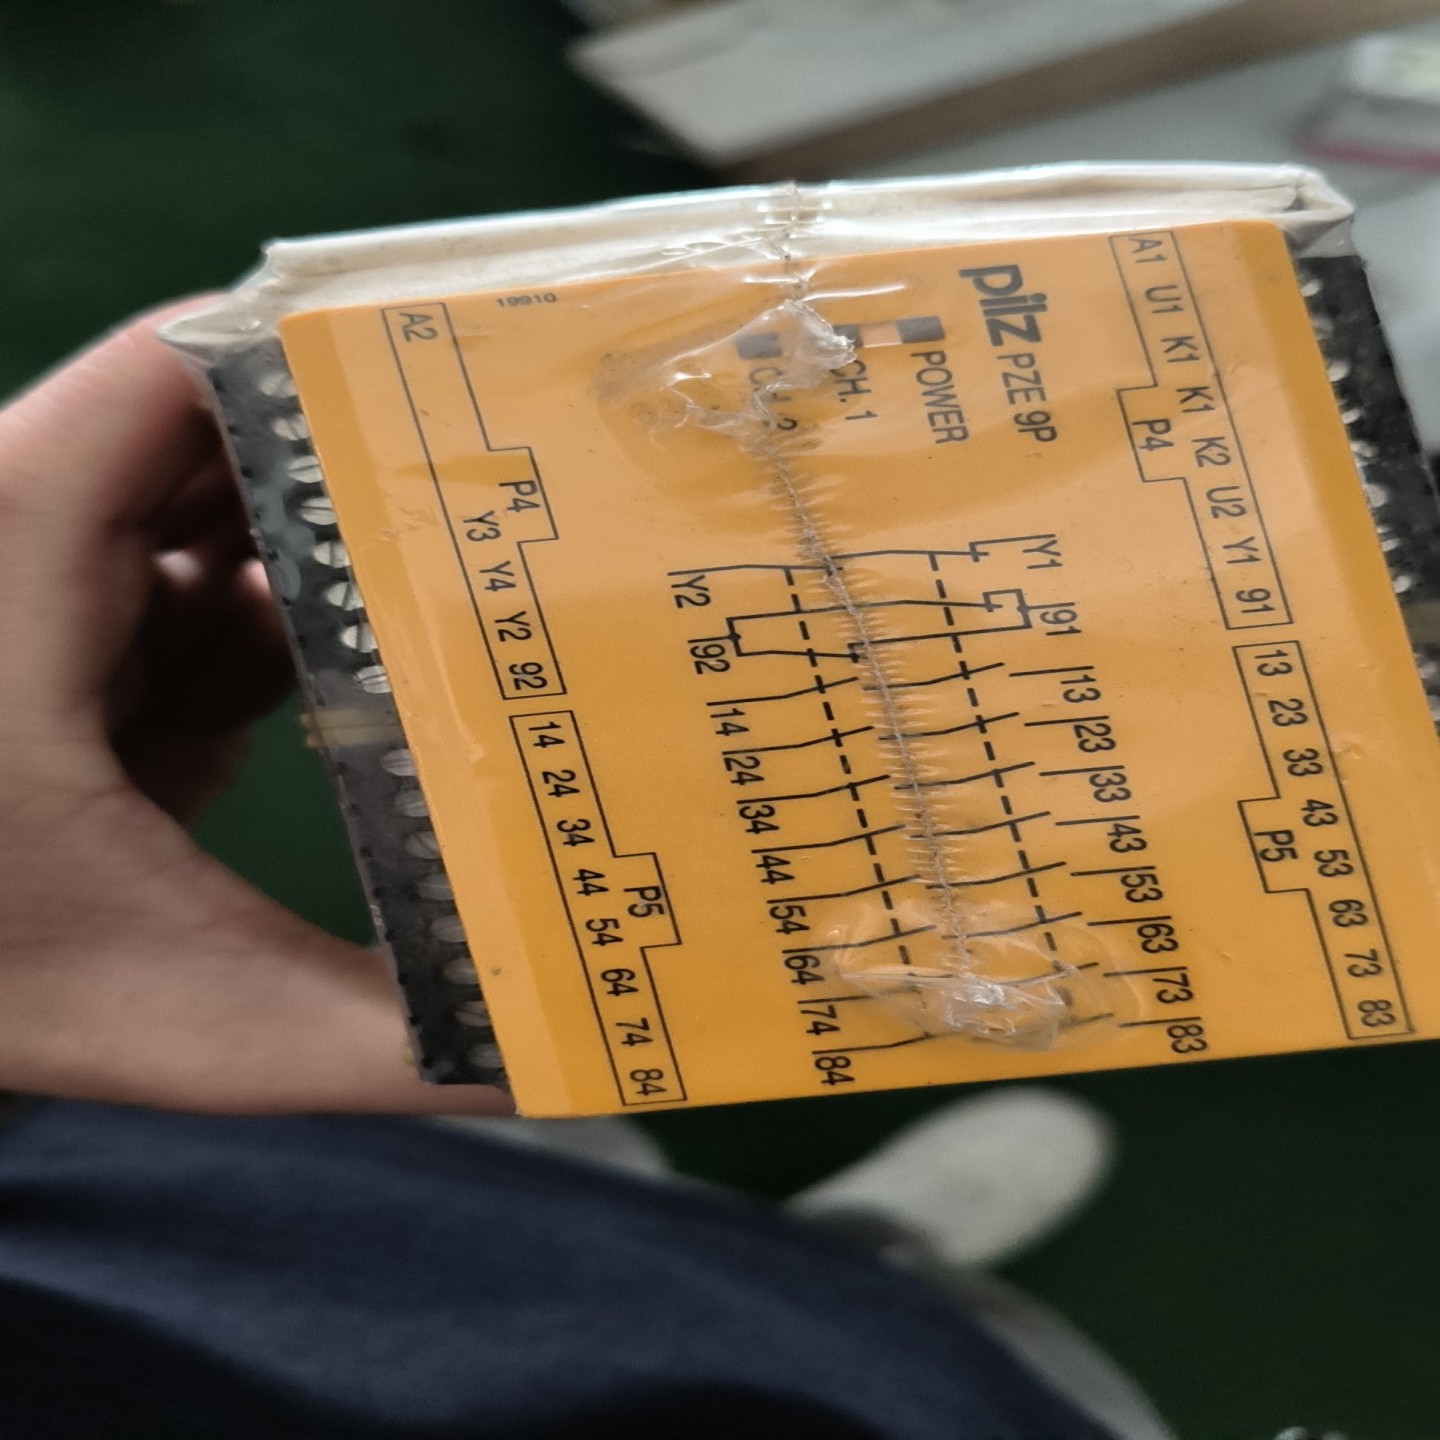 A1 U1 K1 K1 K2 U2 Y1 91
P4
13 23 33 43 53 63 73 83
P5
pilz PZE 9P
POWER
CH. 1
CH. 2
Y1 91 13 23 33 43 53 63 73 83
Y2 92 14 24 34 44 54 64 74 84
19910
P4
A2 Y3 Y4 Y2 92
P5
14 24 34 44 54 64 74 84